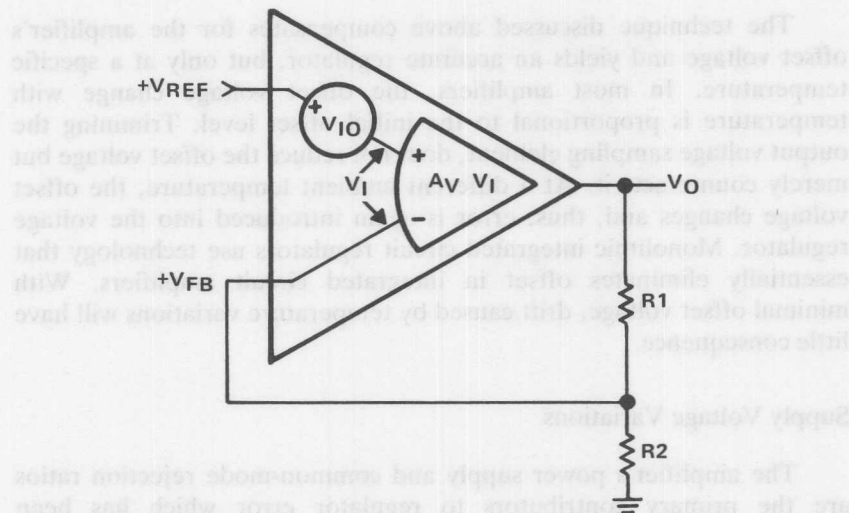 The technique discussed above compensates for the amplifier's
offset voltage and yields an accurate regulator, but only at a specific
temperature. In most amplifiers, the offset voltage change with
temperature is proportional to the initial offset level. Trimming the
output voltage sampling element, does not reduce the offset voltage but
merely counteracts it. At a different ambient temperature, the offset
voltage changes and, thus, error is again introduced into the voltage
regulator. Monolithic integrated circuit regulators use technology that
essentially eliminates offset in integrated circuit amplifiers. With
minimal offset voltage, drift caused by temperature variations will have
little consequence.
Supply Voltage Variations
The amplifier's power supply and common-mode rejection ratios
are the primary contributors to regulator error which has been
+VREF
+
VIO
VI
+
AV VI
VO
+VFB
R1
R2